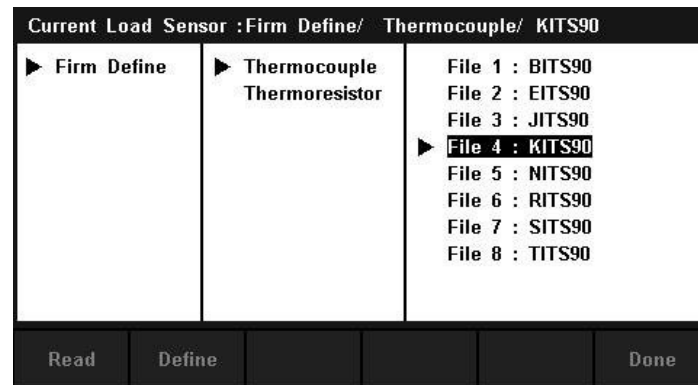 Current Load Sensor :Firm Define/ Thermocouple/ KITS90
Firm Define
Thermocouple
Thermoresistor
File 1 : BITS90
File 2 : EITS90
File 3 : JITS90
File 4 : KITS90
File 5 : NITS90
File 6 : RITS90
File 7 : SITS90
File 8 : TITS90
Read Define Done